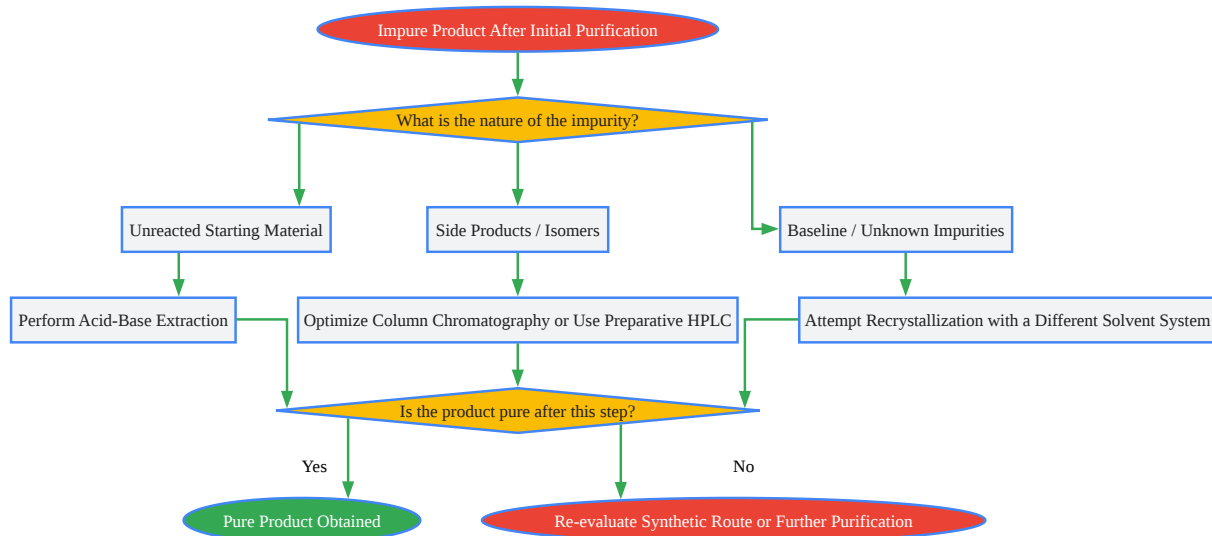 Impure Product After Initial Purification
What is the nature of the impurity?
Unreacted Starting Material
Side Products / Isomers
Baseline / Unknown Impurities
Perform Acid-Base Extraction
Optimize Column Chromatography or Use Preparative HPLC
Attempt Recrystallization with a Different Solvent System
Is the product pure after this step?
Yes
No
Pure Product Obtained
Re-evaluate Synthetic Route or Further Purification